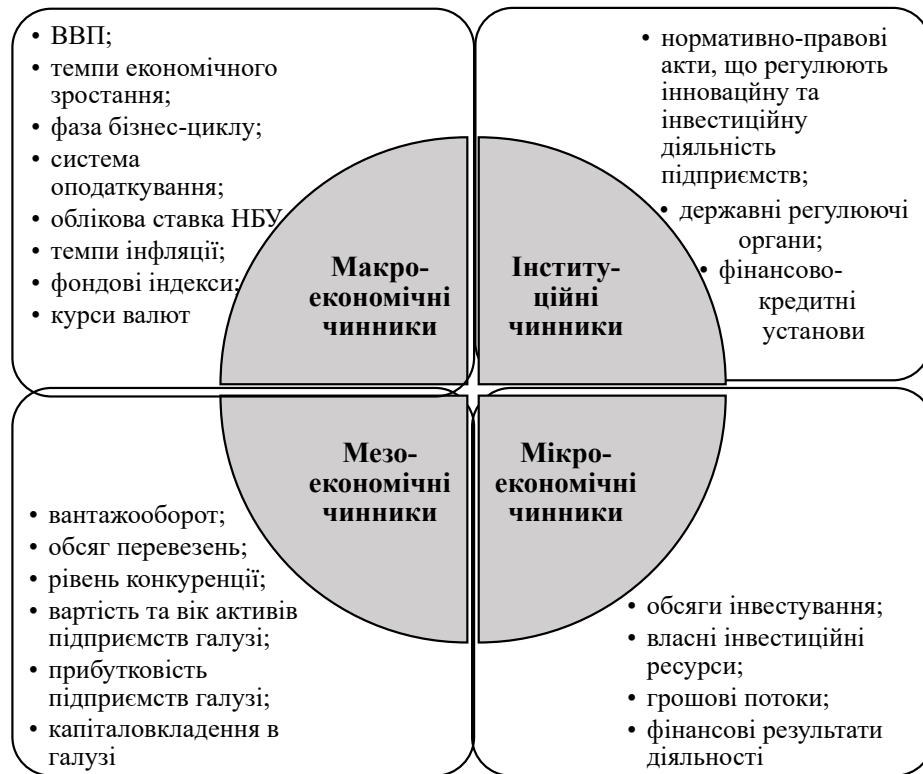 • ВВП;
• темпи економічного
зростання;
• фаза бізнес-циклу;
• система
оподаткування;
• облікова ставка НБУ
• темпи інфляції;
• фондові індекси;
• курси валют
• нормативно-правові
акти, що регулюють
інновацйну та
інвестиційну
діяльність
підприємств;
• державні регулюючі
органи;
• фінансово-
кредитні
установи
Макро-
економічні
чинники
Інститу-
ційні
чинники
Мезо-
економічні
чинники
Мікро-
економічні
чинники
• вантажооборот;
• обсяг перевезень;
• рівень конкуренції;
• вартість та вік активів
підприємств галузі;
• прибутковість
підприємств галузі;
• капіталовкладення в
галузі
• обсяги інвестування;
• власні інвестиційні
ресурси;
• грошові потоки;
• фінансові результати
діяльності